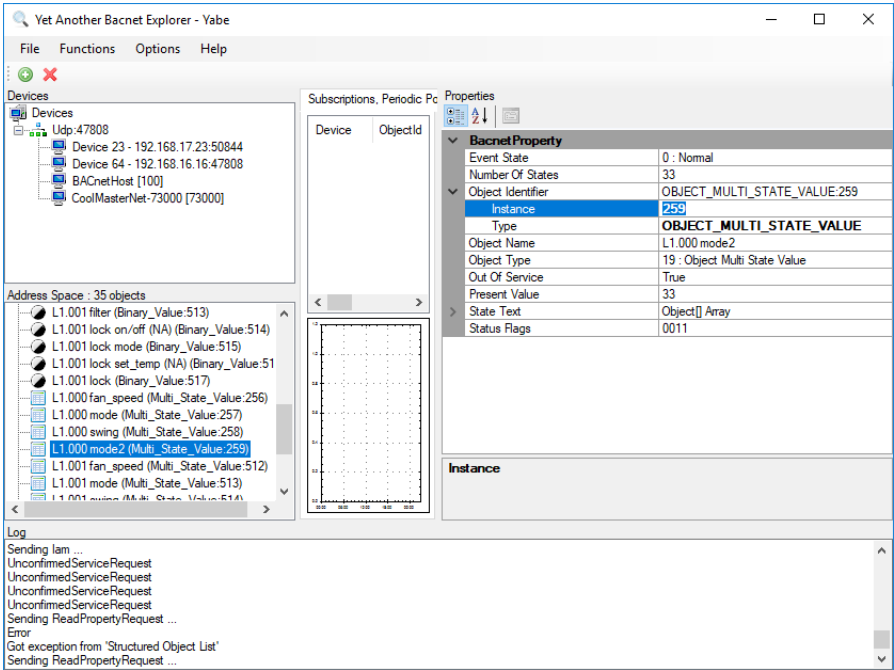 Yet Another Bacnet Explorer - Yabe
File Functions Options Help
Devices
Devices
Udp:47808
Device 23 - 192.168.17.23:50844
Device 64 - 192.168.16.16:47808
BACnetHost [100]
CoolMasterNet-73000 [73000]
Address Space : 35 objects
L1.001 filter (Binary_Value:513)
L1.001 lock on/off (NA) (Binary_Value:514)
L1.001 lock mode (Binary_Value:515)
L1.001 lock set_temp (NA) (Binary_Value:51
L1.001 lock (Binary_Value:517)
L1.000 fan_speed (Multi_State_Value:256)
L1.000 mode (Multi_State_Value:257)
L1.000 swing (Multi_State_Value:258)
L1.000 mode2 (Multi_State_Value:259)
L1.001 fan_speed (Multi_State_Value:512)
L1.001 mode (Multi_State_Value:513)
L1.001 swing (Multi_State_Value:514)
Subscriptions, Periodic Po
Device ObjectId
Properties
BacnetProperty
Event State 0 : Normal
Number Of States 33
Object Identifier OBJECT_MULTI_STATE_VALUE:259
Instance 259
Type OBJECT_MULTI_STATE_VALUE
Object Name L1.000 mode2
Object Type 19 : Object Multi State Value
Out Of Service True
Present Value 33
State Text Object[] Array
Status Flags 0011
Instance
Log
Sending Iam ...
UnconfirmedServiceRequest
UnconfirmedServiceRequest
UnconfirmedServiceRequest
UnconfirmedServiceRequest
Sending ReadPropertyRequest ...
Error
Got exception from 'Structured Object List'
Sending ReadPropertyRequest ...